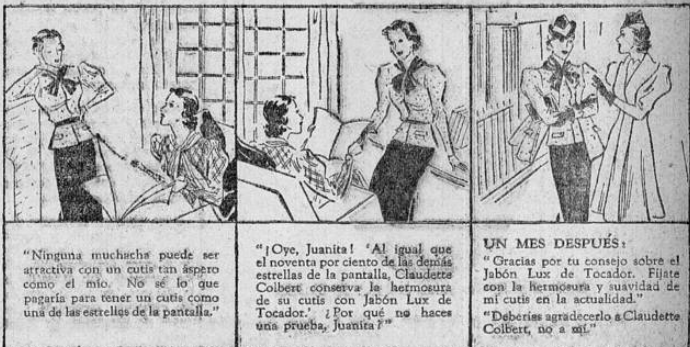 "Ninguna muchacha puede ser
atractiva con un cutis tan áspero
como el mío. No sé lo que
pagaría para tener un cutis como
una de las estrellas de la pantalla."
"¡Oye, Juanita! 'Al igual que
el noventa por ciento de las demás
estrellas de la pantalla, Claudette
Colbert conserva la hermosura
de su cutis con Jabón Lux de
Tocador.' ¿Por qué no haces
una prueba, Juanita?"
UN MES DESPUÉS:
"Gracias por tu consejo sobre el
Jabón Lux de Tocador. Fíjate
con la hermosura y suavidad de
mi cutis en la actualidad."
"Deberías agradecerlo a Claudette
Colbert, no a mí."